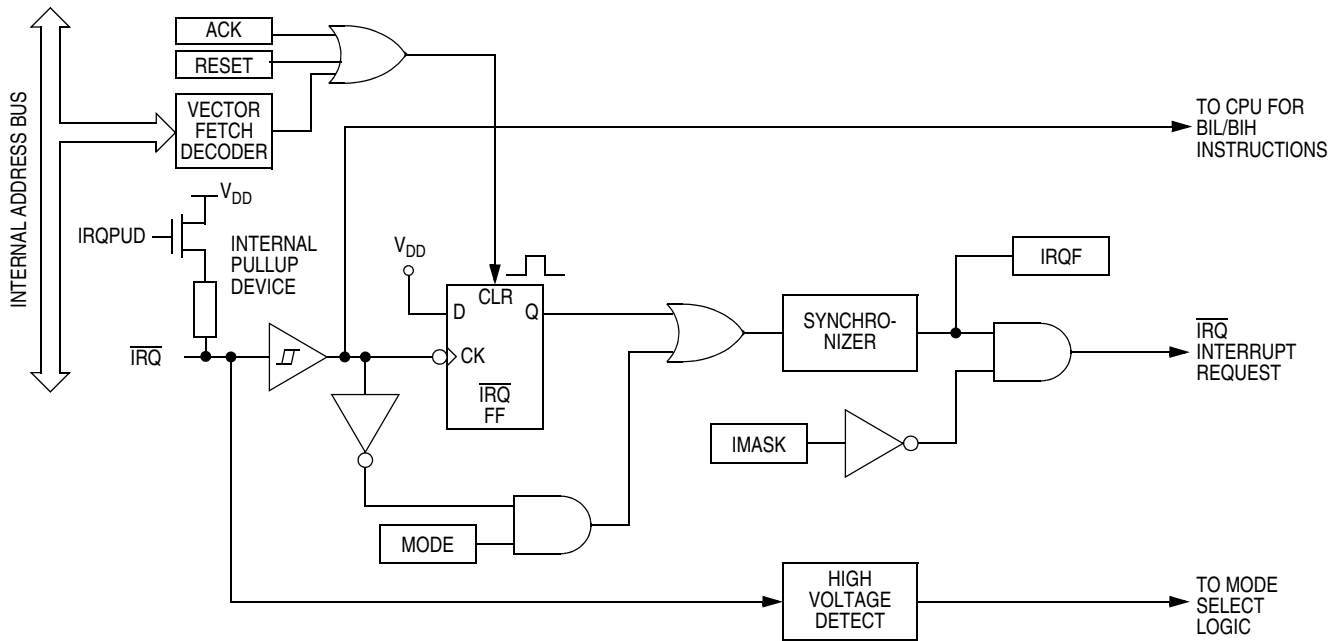 INTERNAL ADDRESS BUS
ACK
RESET
VECTOR
FETCH
DECODER
TO CPU FOR
BIL/BIH
INSTRUCTIONS
VDD
IRQPUD
INTERNAL
PULLUP
DEVICE
VDD
CLR
D
Q
CK
IRQ
FF
IRQ
SYNCHRO-
NIZER
IRQF
IRQ
INTERRUPT
REQUEST
IMASK
MODE
HIGH
VOLTAGE
DETECT
TO MODE
SELECT
LOGIC